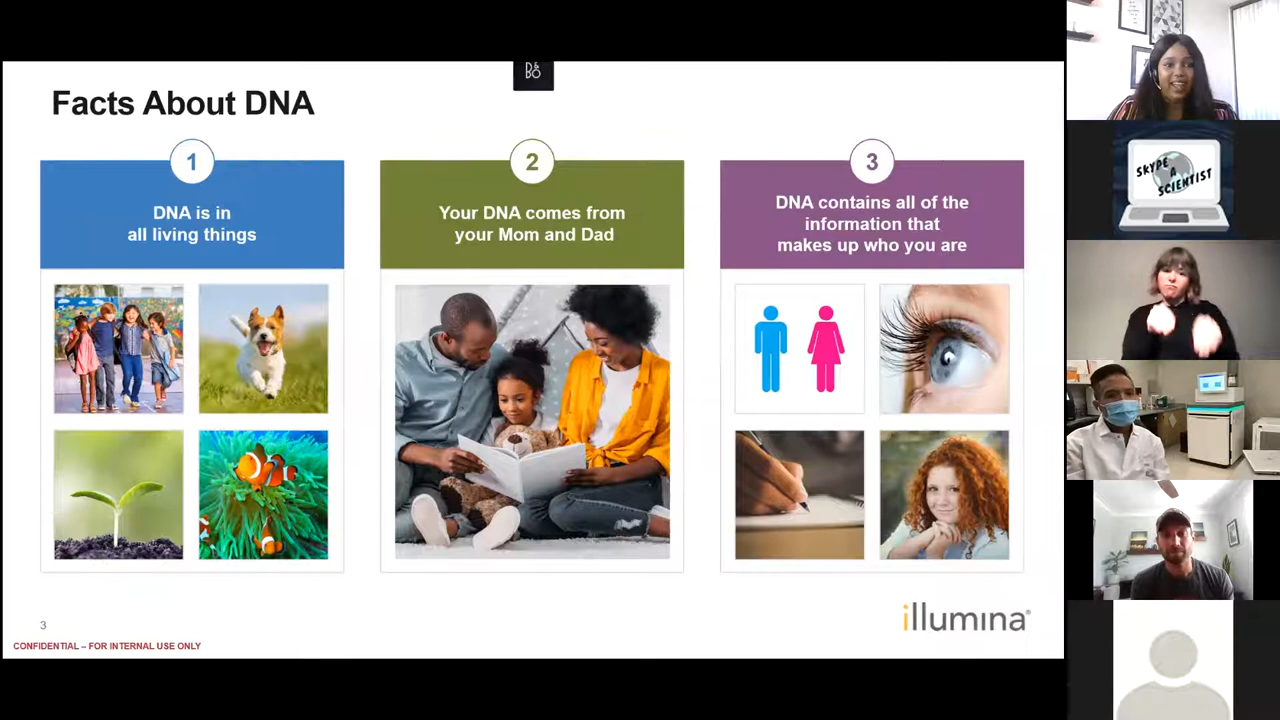 D&
BO
Facts About DNA
1
DNA is in
all living things
2
Your DNA comes from
your Mom and Dad
3
DNA contains all of the
information that
makes up who you are
3
CONFIDENTIAL – FOR INTERNAL USE ONLY
illumina®
SKYPE
A
SCIENTIST